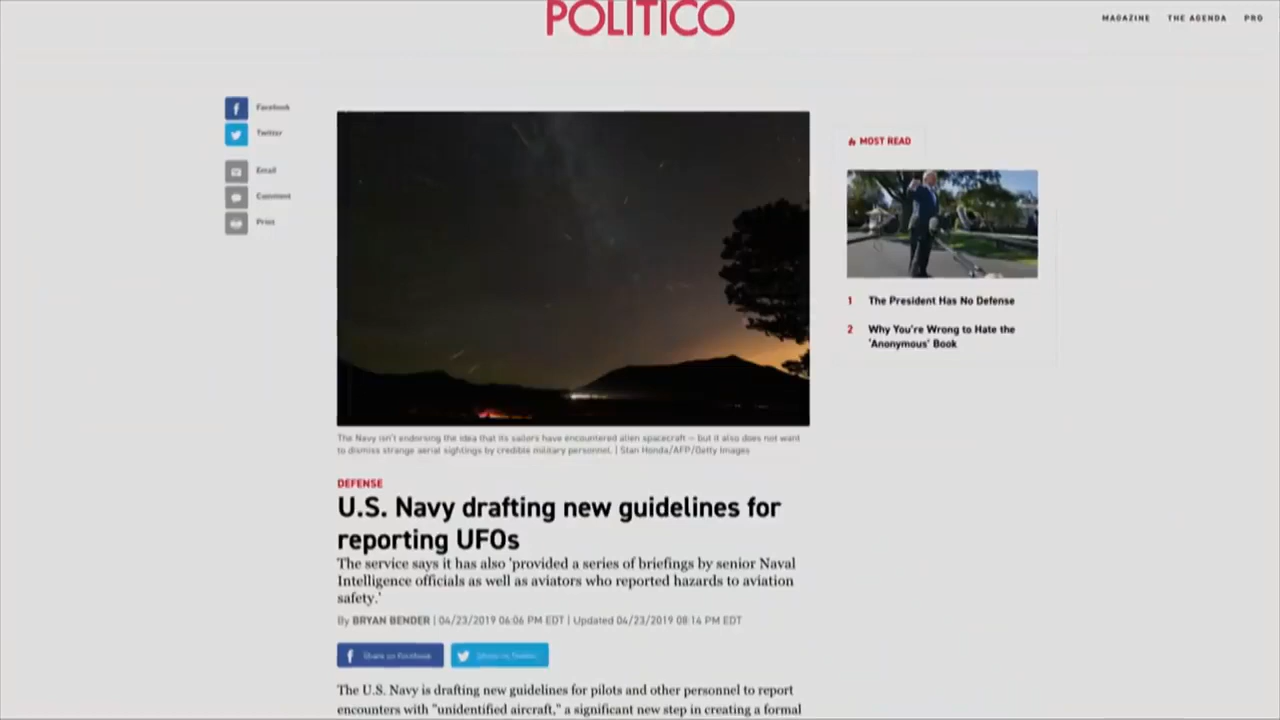 POLITICO
MAGAZINE THE AGENDA PRO
Facebook
Twitter
Email
Comment
Print
MOST READ
1 The President Has No Defense
2 Why You're Wrong to Hate the
'Anonymous' Book
The Navy isn't endorsing the idea that its sailors have encountered alien spacecraft — but it also does not want
to dismiss strange aerial sightings by credible military personnel. | Stan Honda/AFP/Getty Images
DEFENSE
U.S. Navy drafting new guidelines for
reporting UFOs
The service says it has also 'provided a series of briefings by senior Naval
Intelligence officials as well as aviators who reported hazards to aviation
safety.'
By BRYAN BENDER | 04/23/2019 06:06 PM EDT | Updated 04/23/2019 08:14 PM EDT
Share on Facebook Share on Twitter
The U.S. Navy is drafting new guidelines for pilots and other personnel to report
encounters with "unidentified aircraft," a significant new step in creating a formal